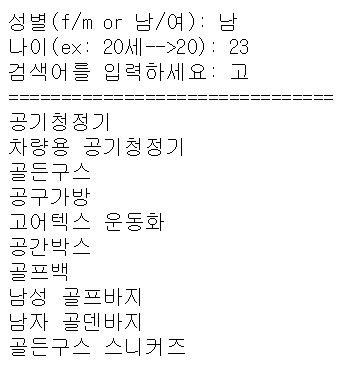 성별(f/m or 남/여): 남
나이(ex: 20세-->20): 23
검색어를 입력하세요: 고
===============================
공기청정기
차량용 공기청정기
골든구스
공구가방
고어텍스 운동화
공간박스
골프백
남성 골프바지
남자 골덴바지
골든구스 스니커즈